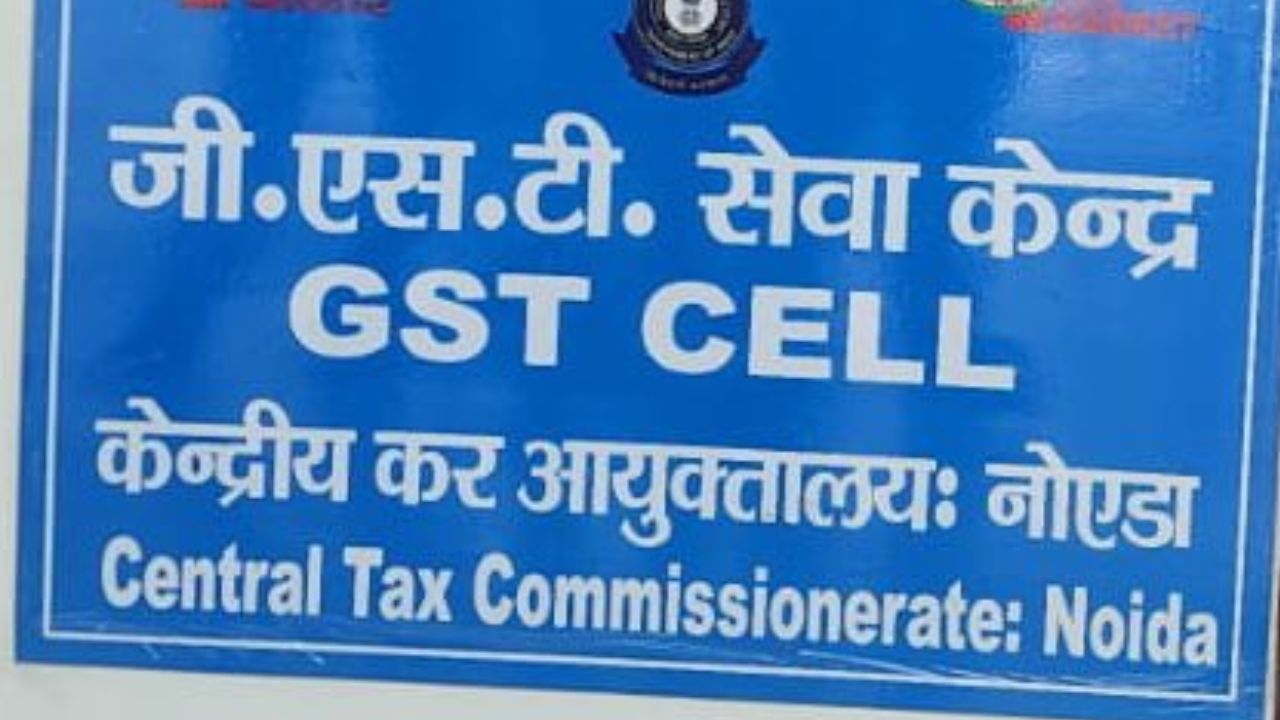 जी.एस.टी. सेवा केन्द्र
GST CELL
केन्द्रीय कर आयुक्तालयः नोएडा
Central Tax Commissionerate: Noida